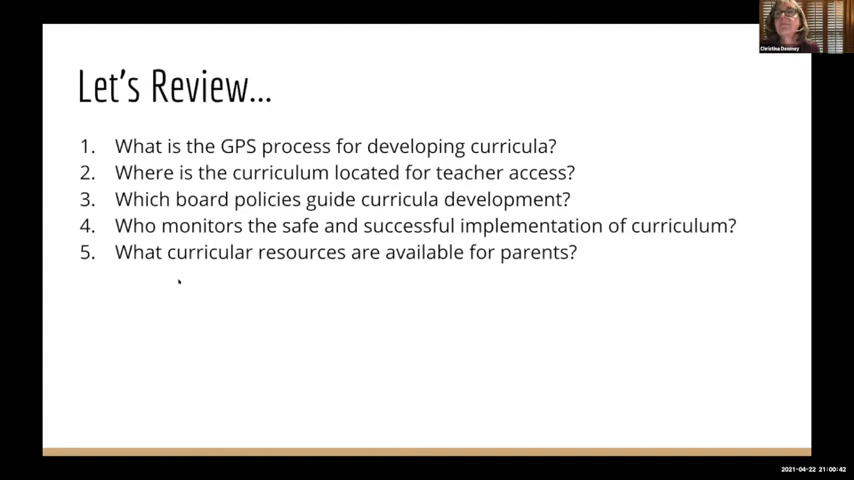 Let's Review...
1. What is the GPS process for developing curricula?
2. Where is the curriculum located for teacher access?
3. Which board policies guide curricula development?
4. Who monitors the safe and successful implementation of curriculum?
5. What curricular resources are available for parents?
Christina Downey
2021-04-22 21:00:42